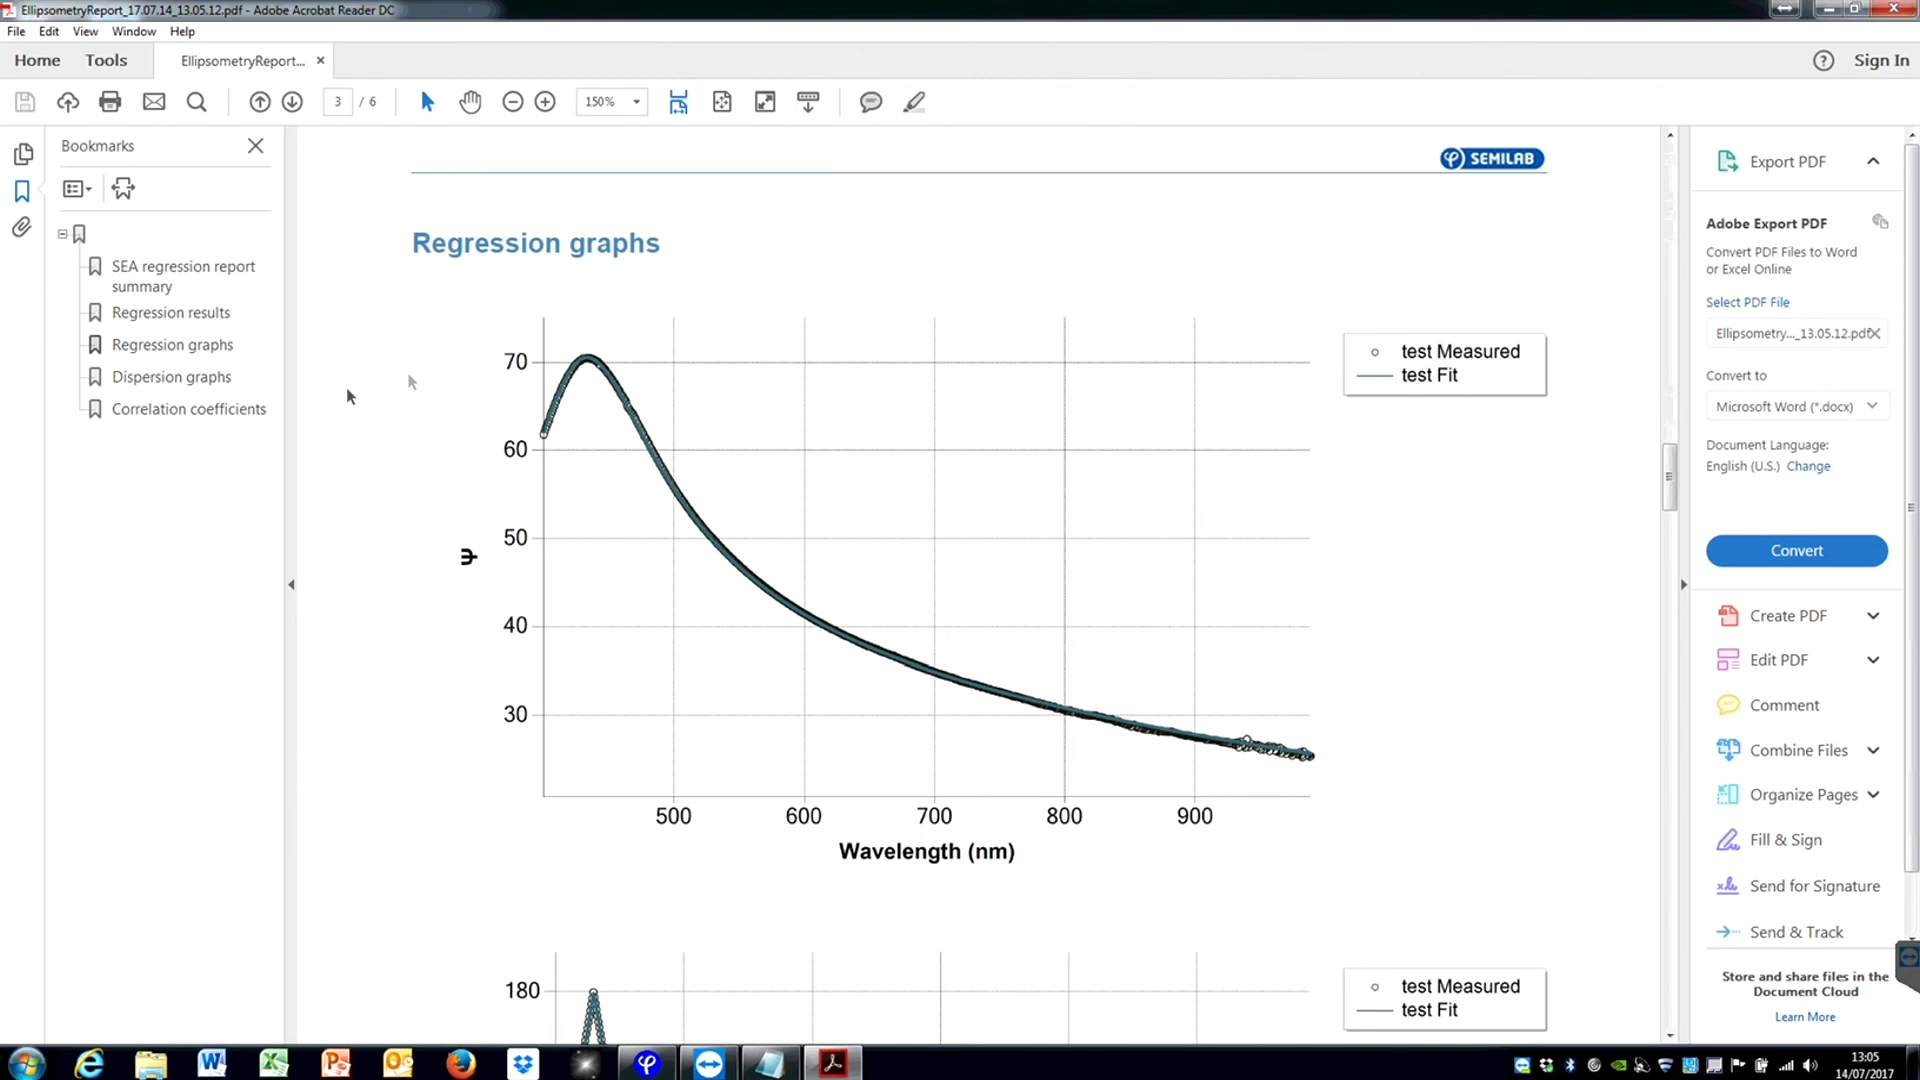 EllipsometryReport_17.07.14_13.05.12.pdf - Adobe Acrobat Reader DC
File Edit View Window Help
Home Tools EllipsometryReport... × Sign In
3 / 6 150%
Bookmarks
SEA regression report
summary
Regression results
Regression graphs
Dispersion graphs
Correlation coefficients
SEMILAB
Regression graphs
70
60
50
40
30
Ψ
500 600 700 800 900
Wavelength (nm)
test Measured
test Fit
180
test Measured
test Fit
Export PDF
Adobe Export PDF
Convert PDF Files to Word
or Excel Online
Select PDF File
Ellipsometry..._13.05.12.pdf
Convert to
Microsoft Word (*.docx)
Document Language:
English (U.S.) Change
Convert
Create PDF
Edit PDF
Comment
Combine Files
Organize Pages
Fill & Sign
Send for Signature
Send & Track
Store and share files in the
Document Cloud
Learn More
13:05
14/07/2017